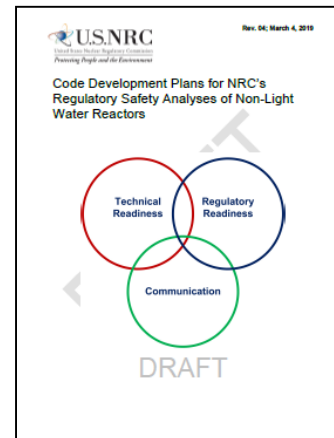 U.S.NRC
Rev. 04; March 4, 2019
United States Nuclear Regulatory Commission
Protecting People and the Environment
Code Development Plans for NRC's
Regulatory Safety Analyses of Non-Light
Water Reactors
Technical Regulatory
Readiness Readiness
Communication
DRAFT